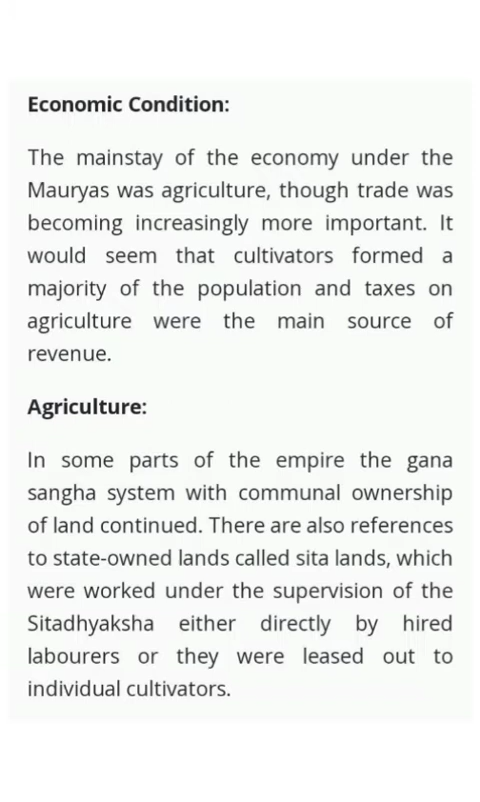 Economic Condition:
The mainstay of the economy under the
Mauryas was agriculture, though trade was
becoming increasingly more important. It
would seem that cultivators formed a
majority of the population and taxes on
agriculture were the main source of
revenue.
Agriculture:
In some parts of the empire the gana
sangha system with communal ownership
of land continued. There are also references
to state-owned lands called sita lands, which
were worked under the supervision of the
Sitadhyaksha either directly by hired
labourers or they were leased out to
individual cultivators.